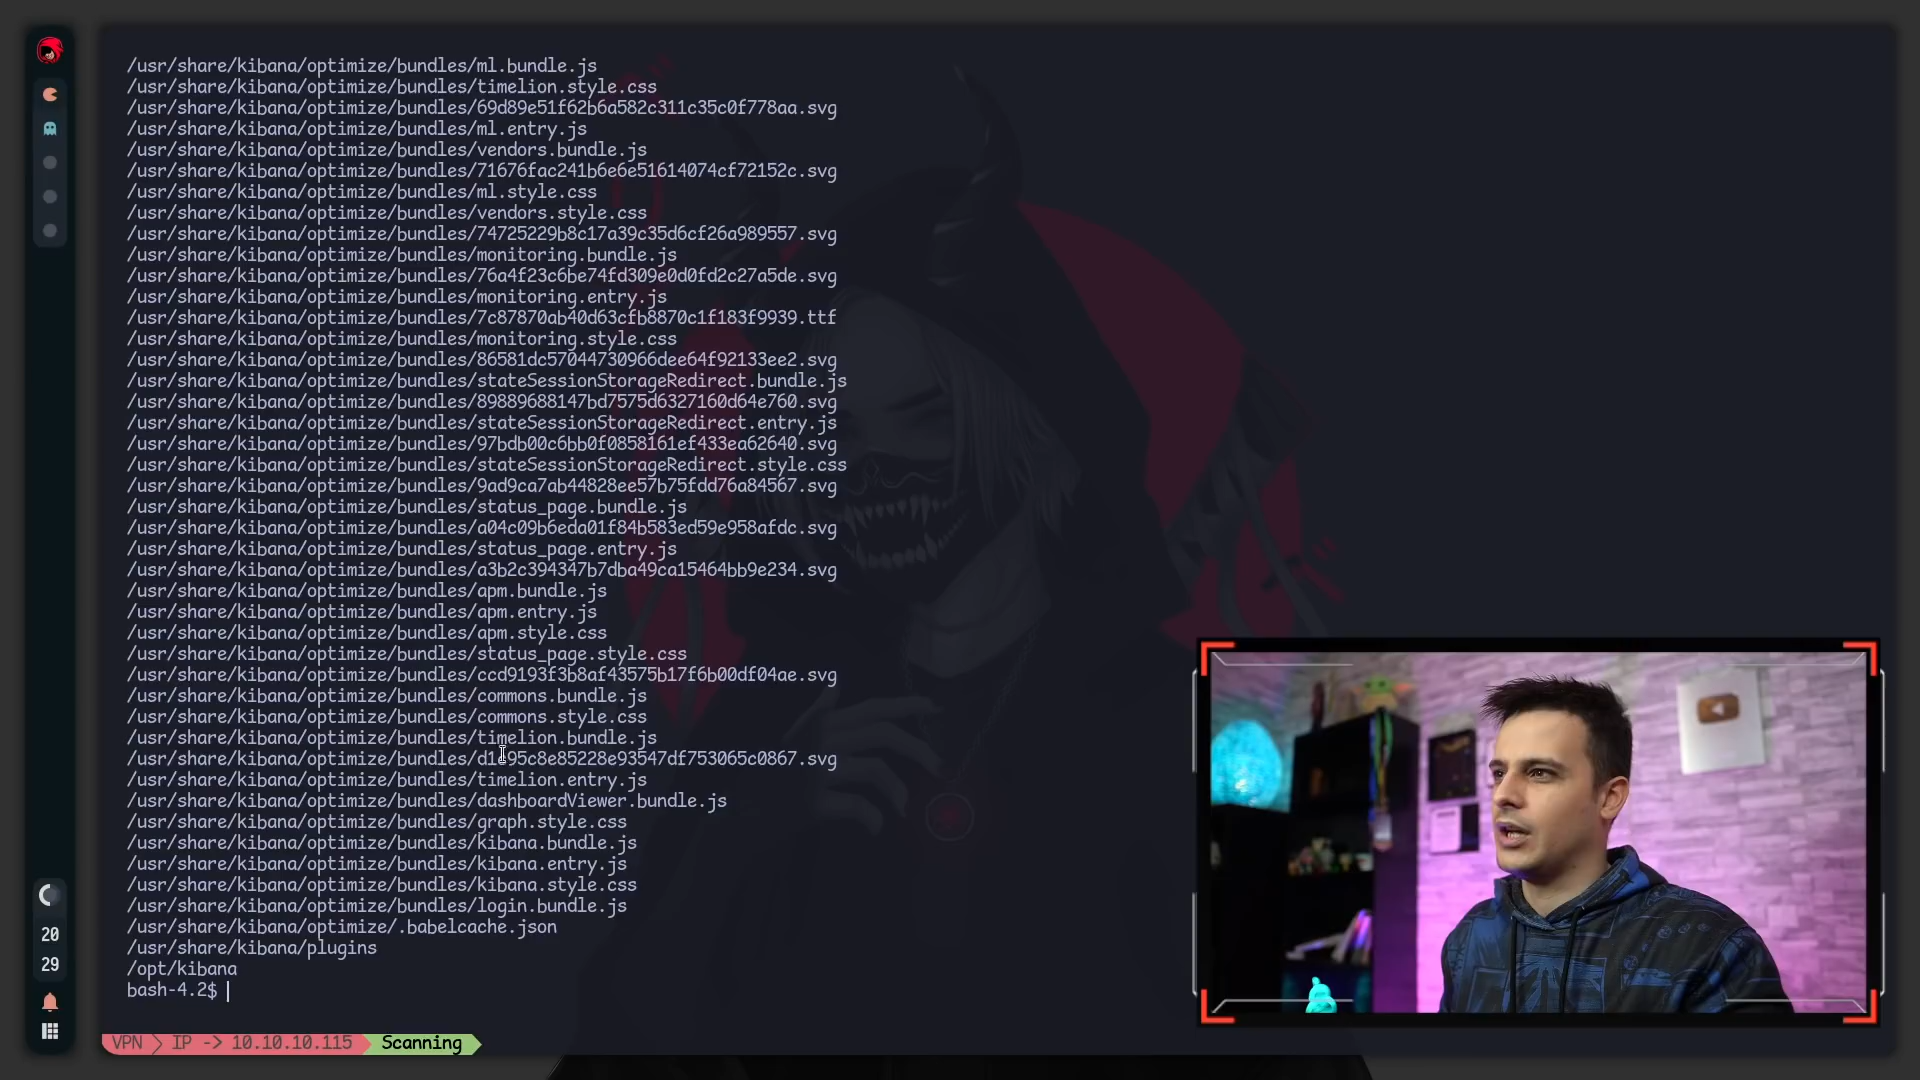 /usr/share/kibana/optimize/bundles/ml.bundle.js
/usr/share/kibana/optimize/bundles/timelion.style.css
/usr/share/kibana/optimize/bundles/69d89e51f62b6a582c311c35c0f778aa.svg
/usr/share/kibana/optimize/bundles/ml.entry.js
/usr/share/kibana/optimize/bundles/vendors.bundle.js
/usr/share/kibana/optimize/bundles/71676fac241b6e6e51614074cf72152c.svg
/usr/share/kibana/optimize/bundles/ml.style.css
/usr/share/kibana/optimize/bundles/vendors.style.css
/usr/share/kibana/optimize/bundles/74725229b8c17a39c35d6cf26a989557.svg
/usr/share/kibana/optimize/bundles/monitoring.bundle.js
/usr/share/kibana/optimize/bundles/76a4f23c6be74fd309e0d0fd2c27a5de.svg
/usr/share/kibana/optimize/bundles/monitoring.entry.js
/usr/share/kibana/optimize/bundles/7c87870ab40d63cfb8870c1f183f9939.ttf
/usr/share/kibana/optimize/bundles/monitoring.style.css
/usr/share/kibana/optimize/bundles/86581dc57044730966dee64f92133ee2.svg
/usr/share/kibana/optimize/bundles/stateSessionStorageRedirect.bundle.js
/usr/share/kibana/optimize/bundles/89889688147bd7575d6327160d64e760.svg
/usr/share/kibana/optimize/bundles/stateSessionStorageRedirect.entry.js
/usr/share/kibana/optimize/bundles/97bdb00c6bb0f0858161ef433ea62640.svg
/usr/share/kibana/optimize/bundles/stateSessionStorageRedirect.style.css
/usr/share/kibana/optimize/bundles/9ad9ca7ab44828ee57b75fdd76a84567.svg
/usr/share/kibana/optimize/bundles/status_page.bundle.js
/usr/share/kibana/optimize/bundles/a04c09b6eda01f84b583ed59e958afdc.svg
/usr/share/kibana/optimize/bundles/status_page.entry.js
/usr/share/kibana/optimize/bundles/a3b2c394347b7dba49ca15464bb9e234.svg
/usr/share/kibana/optimize/bundles/apm.bundle.js
/usr/share/kibana/optimize/bundles/apm.entry.js
/usr/share/kibana/optimize/bundles/apm.style.css
/usr/share/kibana/optimize/bundles/status_page.style.css
/usr/share/kibana/optimize/bundles/ccd9193f3b8af43575b17f6b00df04ae.svg
/usr/share/kibana/optimize/bundles/commons.bundle.js
/usr/share/kibana/optimize/bundles/commons.style.css
/usr/share/kibana/optimize/bundles/timelion.bundle.js
/usr/share/kibana/optimize/bundles/timelion.entry.js
/usr/share/kibana/optimize/bundles/dashboardViewer.bundle.js
/usr/share/kibana/optimize/bundles/graph.style.css
/usr/share/kibana/optimize/bundles/kibana.bundle.js
/usr/share/kibana/optimize/bundles/kibana.entry.js
/usr/share/kibana/optimize/bundles/kibana.style.css
/usr/share/kibana/optimize/bundles/login.bundle.js
/usr/share/kibana/optimize/.babelcache.json
/usr/share/kibana/plugins
/opt/kibana
bash-4.2$
20
29
VPN IP -> 10.10.10.115 Scanning